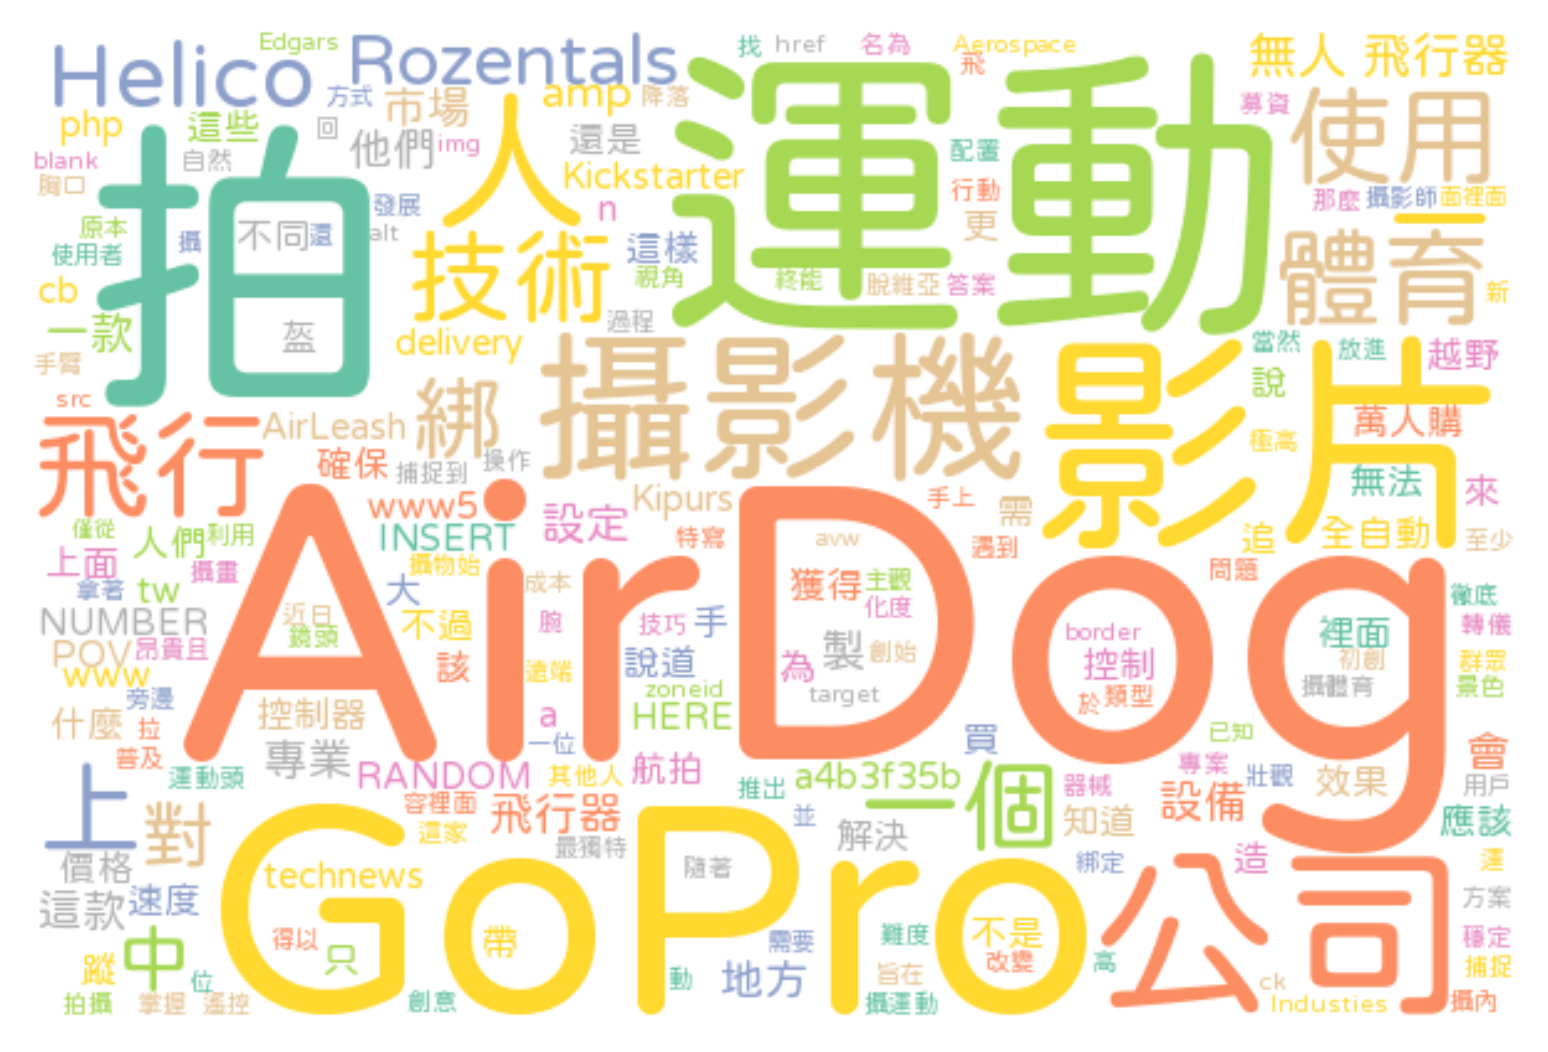 Edgars
Helico
Rozentals
找
href
名為
Aerospace
飛
無人
飛行器
方式
市場
amp
降落
運動
募資
使用
php
這些
回
他們
img
人
還是
配置
blank
自然
Kickstarter
胸口
拍
行動
那麼
攝影師
面裡面
原本
不同
還
發展
n
更
一
使用者
攝
alt
技術
這樣
體育
cb
視角
終能
脫維亞
答案
新
一款
盔
過程
delivery
攝影機
影片
當然
放進
越野
手臂
說
src
飛行
AirLeash
綁
萬人購
極高
確保
捕捉到
操作
無法
來
www5
Kipurs
手上
需
僅從
人們
利用
INSERT
設定
特寫
avw
遇到
追
全自動
至少
上面
攝畫
攝物始
AirDog
問題
拿著
tw
大
成本
獲得
主觀
徹底
NUMBER
近日
鏡頭
不過
腕
技巧
手
化度
border
裡面
轉儀
POV
昂貴且
該
遠端
說道
為
製
創始
控制
初創
群眾
www
旁邊
zoneid
target
於
類型
攝體育
景色
什麼
拉
控制器
a
HERE
一位
買
已知
會
普及
專業
運動頭
RANDOM
其他人
航拍
推出
a4b3f35b
一個
器械
專案
壯觀
效果
用戶
上
對
容裡面
飛行器
並
知道
設備
應該
這家
最獨特
解決
價格
GoPro
technews
隨著
綁定
公司
造
運
這款
速度
方案
中
得以
只
帶
需要
難度
不是
改變
穩定
蹤
位
動
地方
旨在
高
捕捉
拍攝
掌握
遙控
創意
攝運動
ck
Industies
攝內